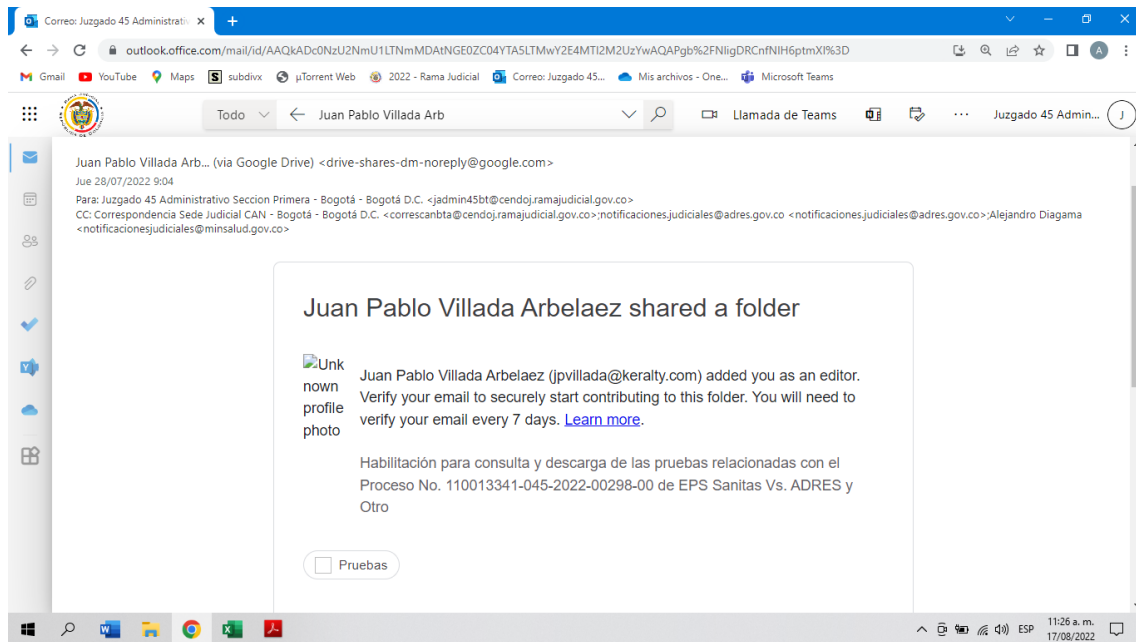 Correo: Juzgado 45 Administrativ
outlook.office.com/mail/id/AAQkADc0NzU2NmU1LTNmMDAtNGE0ZC04YTA5LTMwY2E4MTI2M2UzYwAQAPgb%2FNIigDRCnfNIH6ptmXI%3D
A
Gmail YouTube Maps S subdivx µTorrent Web 2022 - Rama Judicial Correo: Juzgado 45... Mis archivos - One... Microsoft Teams
Todo Juan Pablo Villada Arb Llamada de Teams ... Juzgado 45 Admin... J
Juan Pablo Villada Arb... (via Google Drive) <drive-shares-dm-noreply@google.com>
Jue 28/07/2022 9:04
Para: Juzgado 45 Administrativo Seccion Primera - Bogotá - Bogotá D.C. <jadmin45bt@cendoj.ramajudicial.gov.co>
CC: Correspondencia Sede Judicial CAN - Bogotá - Bogotá D.C. <correscanbta@cendoj.ramajudicial.gov.co>;notificaciones.judiciales@adres.gov.co <notificaciones.judiciales@adres.gov.co>;Alejandro Diagama
<notificacionesjudiciales@minsalud.gov.co>
Juan Pablo Villada Arbelaez shared a folder
Unk
nown
profile
photo
Juan Pablo Villada Arbelaez (jpvillada@keralty.com) added you as an editor.
Verify your email to securely start contributing to this folder. You will need to
verify your email every 7 days. Learn more.
Habilitación para consulta y descarga de las pruebas relacionadas con el
Proceso No. 110013341-045-2022-00298-00 de EPS Sanitas Vs. ADRES y
Otro
Pruebas
ESP
11:26 a. m.
17/08/2022